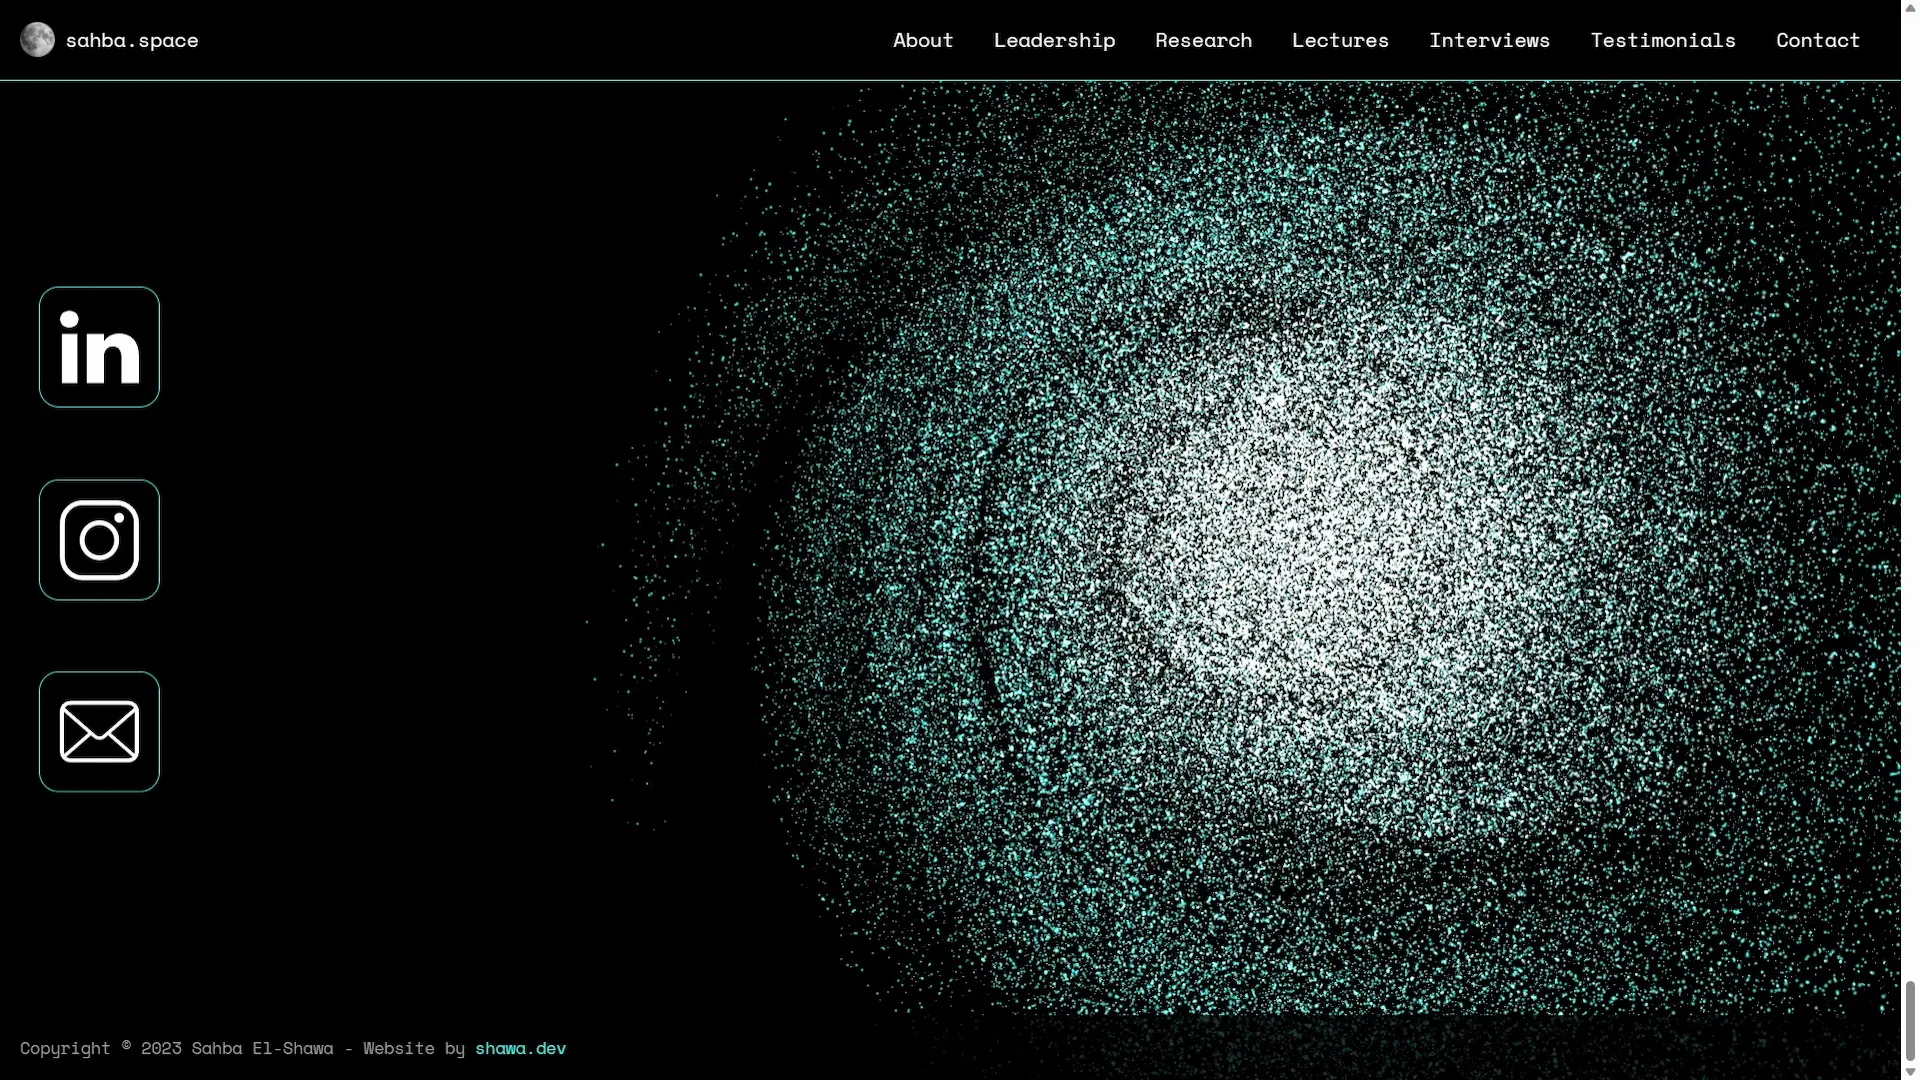 sahba.space
About Leadership Research Lectures Interviews Testimonials Contact
in
Copyright © 2023 Sahba El-Shawa - Website by shawa.dev